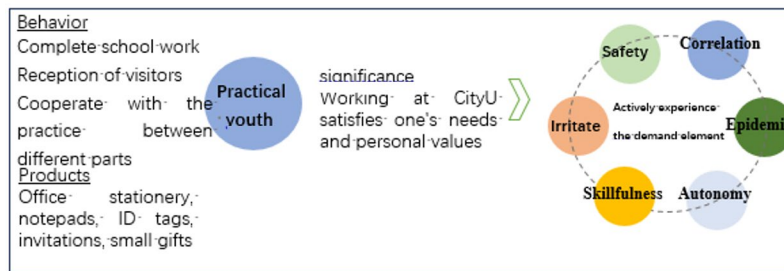 Behavior
Complete school work
Reception of visitors
Cooperate with the
practice between
different parts
Products
Office stationery,
notepads, ID tags,
invitations, small gifts
Practical
youth
significance
Working at CityU
satisfies one's needs
and personal values
Safety
Correlation
Irritate
Actively experience
the demand element
Epidemi
Skillfulness
Autonomy